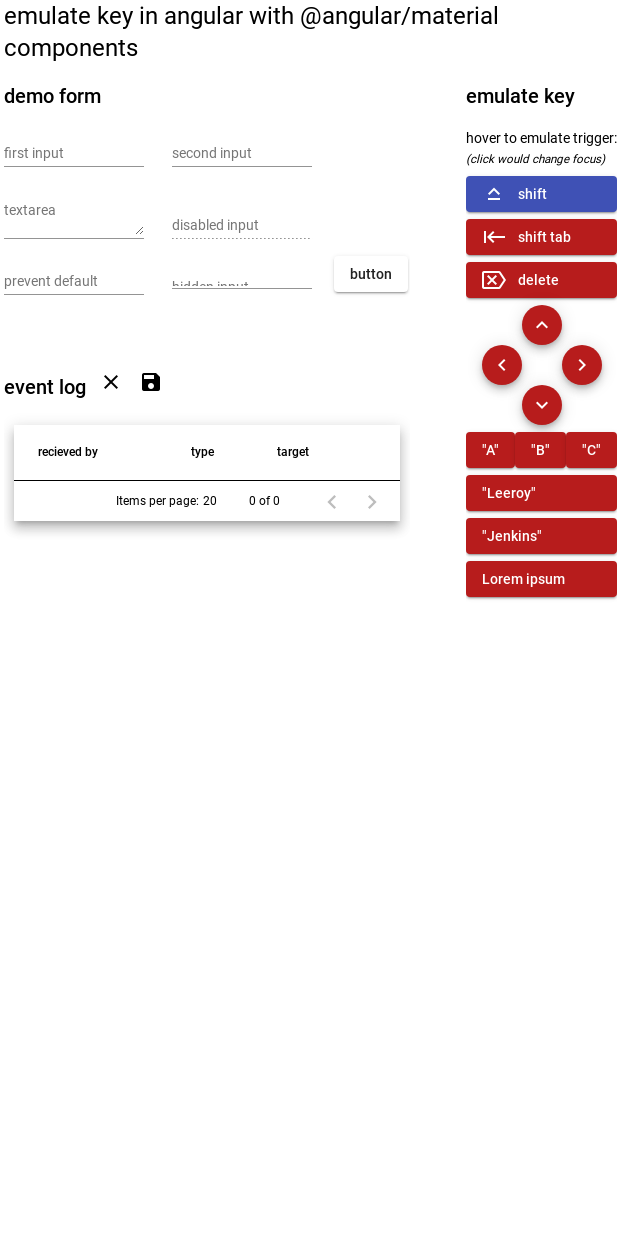 emulate key in angular with @angular/material
components
demo form
first input
second input
textarea
disabled input
prevent default
hidden input
button
event log
recieved by
type
target
Items per page: 20
0 of 0
emulate key
hover to emulate trigger:
(click would change focus)
shift
shift tab
delete
"A"
"B"
"C"
"Leeroy"
"Jenkins"
Lorem ipsum